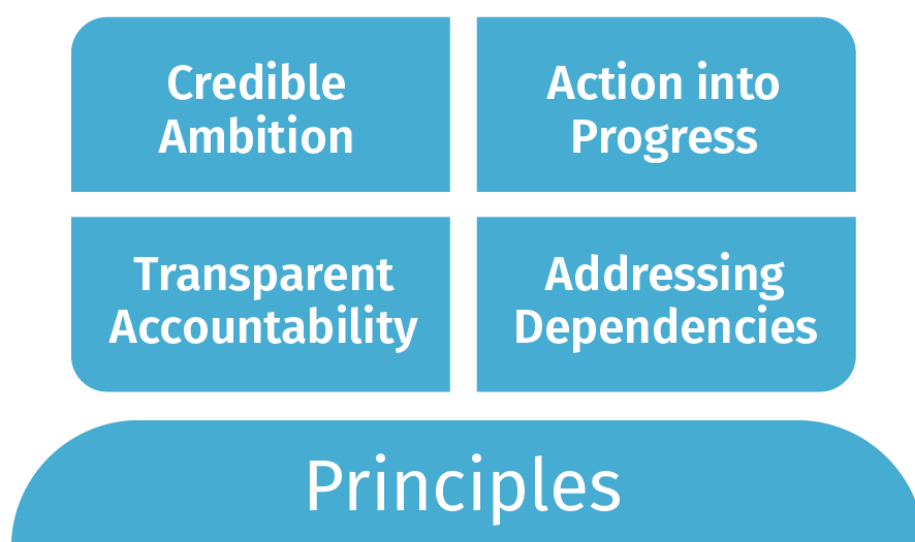 Credible
Ambition
Action into
Progress
Transparent
Accountability
Addressing
Dependencies
Principles